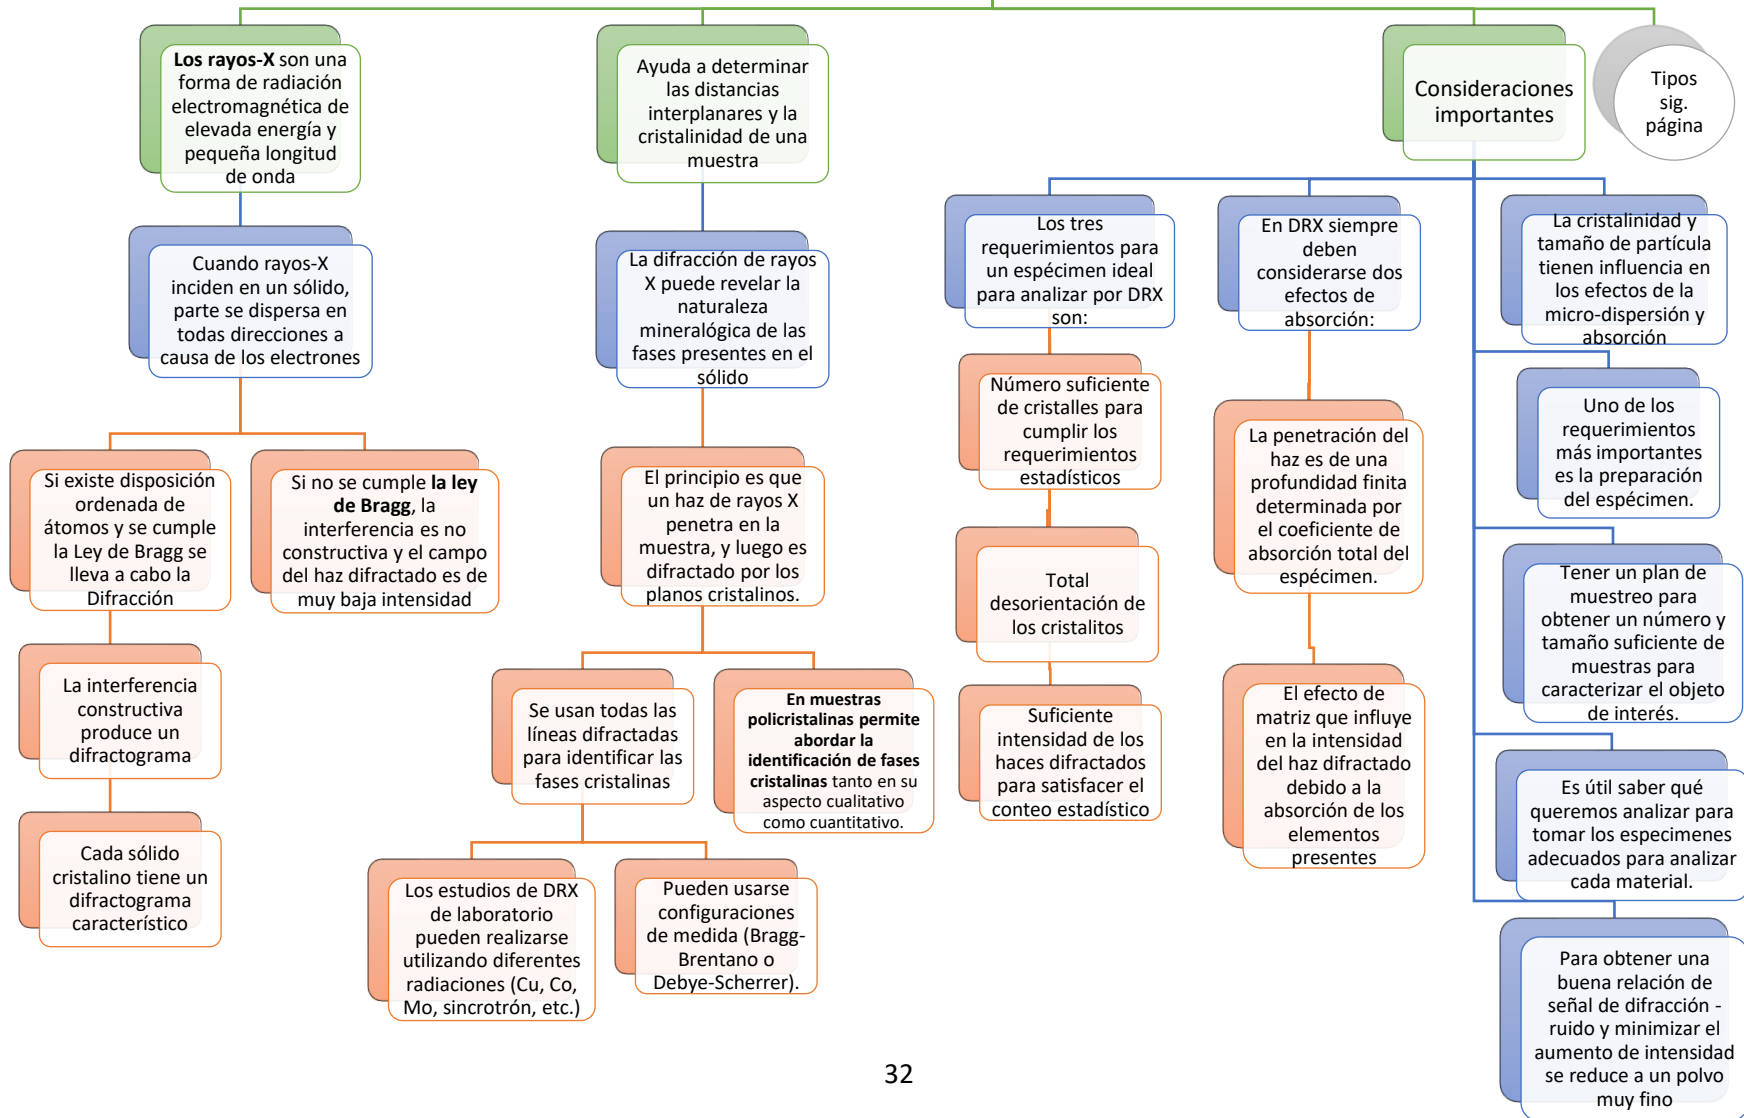 Los rayos-X son una
forma de radiación
electromagnética de
elevada energía y
pequeña longitud
de onda
Cuando rayos-X
inciden en un sólido,
parte se dispersa en
todas direcciones a
causa de los electrones
Si existe disposición
ordenada de
átomos y se cumple
la Ley de Bragg se
lleva a cabo la
Difracción
La interferencia
constructiva
produce un
difractograma
Cada sólido
cristalino tiene un
difractograma
característico
Si no se cumple la ley
de Bragg, la
interferencia es no
constructiva y el campo
del haz difractado es de
muy baja intensidad
Ayuda a determinar
las distancias
interplanares y la
cristalinidad de una
muestra
La difracción de rayos
X puede revelar la
naturaleza
mineralógica de las
fases presentes en el
sólido
El principio es que
un haz de rayos X
penetra en la
muestra, y luego es
difractado por los
planos cristalinos.
Se usan todas las
líneas difractadas
para identificar las
fases cristalinas
Los estudios de DRX
de laboratorio
pueden realizarse
utilizando diferentes
radiaciones (Cu, Co,
Mo, sincrotrón, etc.)
Pueden usarse
configuraciones
de medida (Bragg-
Brentano o
Debye-Scherrer).
En muestras
policristalinas permite
abordar la
identificación de fases
cristalinas tanto en su
aspecto cualitativo
como cuantitativo.
Consideraciones
importantes
Los tres
requerimientos para
un espécimen ideal
para analizar por DRX
son:
Número suficiente
de cristalles para
cumplir los
requerimientos
estadísticos
Total
desorientación de
los cristalitos
Suficiente
intensidad de los
haces difractados
para satisfacer el
conteo estadístico
En DRX siempre
deben
considerarse dos
efectos de
absorción:
La penetración del
haz es de una
profundidad finita
determinada por
el coeficiente de
absorción total del
espécimen.
El efecto de
matriz que influye
en la intensidad
del haz difractado
debido a la
absorción de los
elementos
presentes
La cristalinidad y
tamaño de partícula
tienen influencia en
los efectos de la
micro-dispersión y
absorción
Uno de los
requerimientos
más importantes
es la preparación
del espécimen.
Tener un plan de
muestreo para
obtener un número y
tamaño suficiente de
muestras para
caracterizar el objeto
de interés.
Es útil saber qué
queremos analizar para
tomar los especimenes
adecuados para analizar
cada material.
Para obtener una
buena relación de
señal de difracción -
ruido y minimizar el
aumento de intensidad
se reduce a un polvo
muy fino
Tipos
sig.
página
32